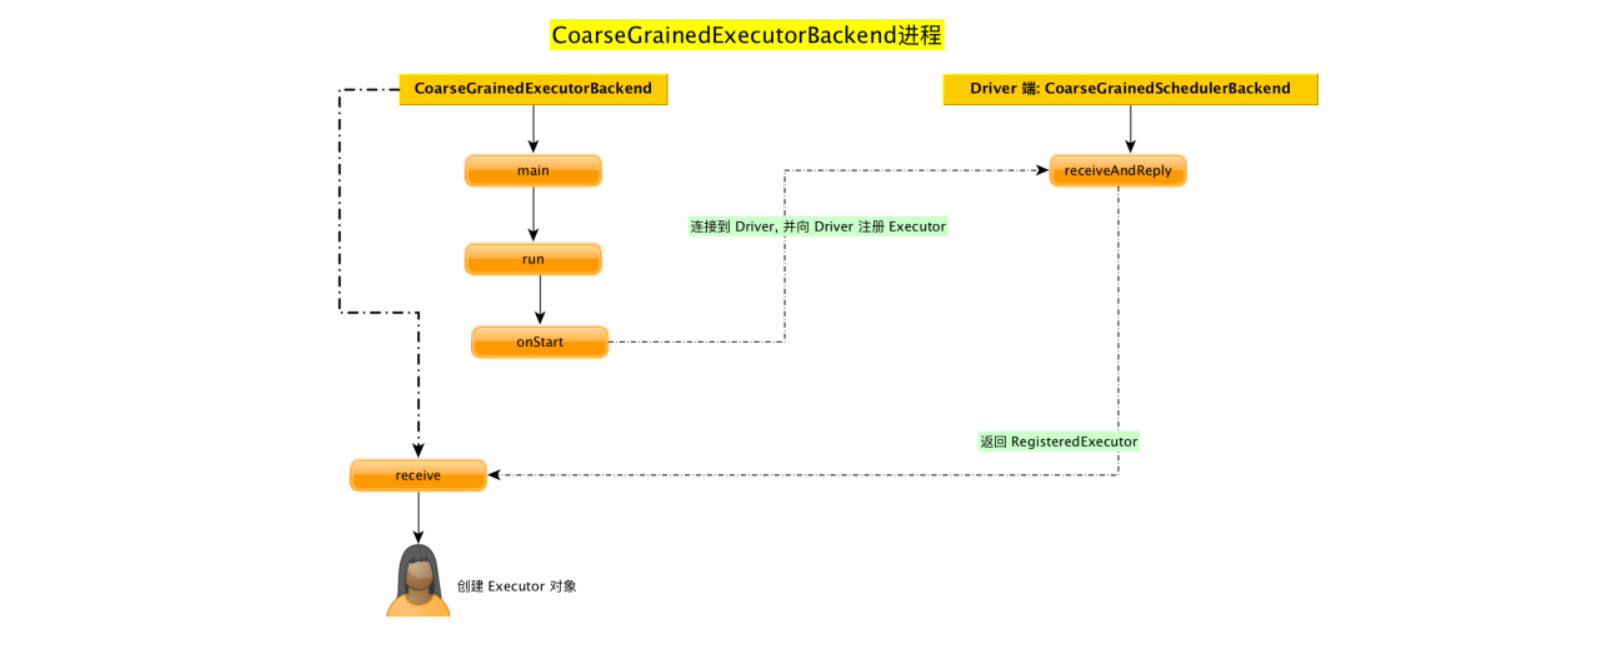 CoarseGrainedExecutorBackend进程
CoarseGrainedExecutorBackend
Driver 端: CoarseGrainedSchedulerBackend
main
receiveAndReply
连接到 Driver, 并向 Driver 注册 Executor
run
onStart
返回 RegisteredExecutor
receive
创建 Executor 对象